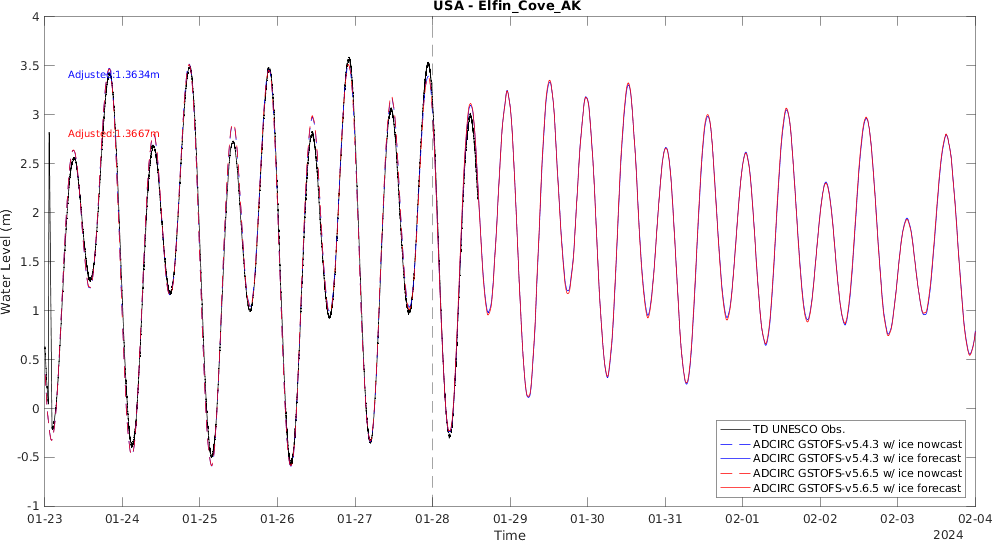 USA - Elfin_Cove_AK
4
3.5
3
2.5
2
1.5
1
0.5
0
-0.5
-1
Water Level (m)
Adjusted:1.3634m
Adjusted:1.3667m
TD UNESCO Obs.
ADCIRC GSTOFS-v5.4.3 w/ ice nowcast
ADCIRC GSTOFS-v5.4.3 w/ ice forecast
ADCIRC GSTOFS-v5.6.5 w/ ice nowcast
ADCIRC GSTOFS-v5.6.5 w/ ice forecast
01-23 01-24 01-25 01-26 01-27 01-28 01-29 01-30 01-31 02-01 02-02 02-03 02-04
Time
2024